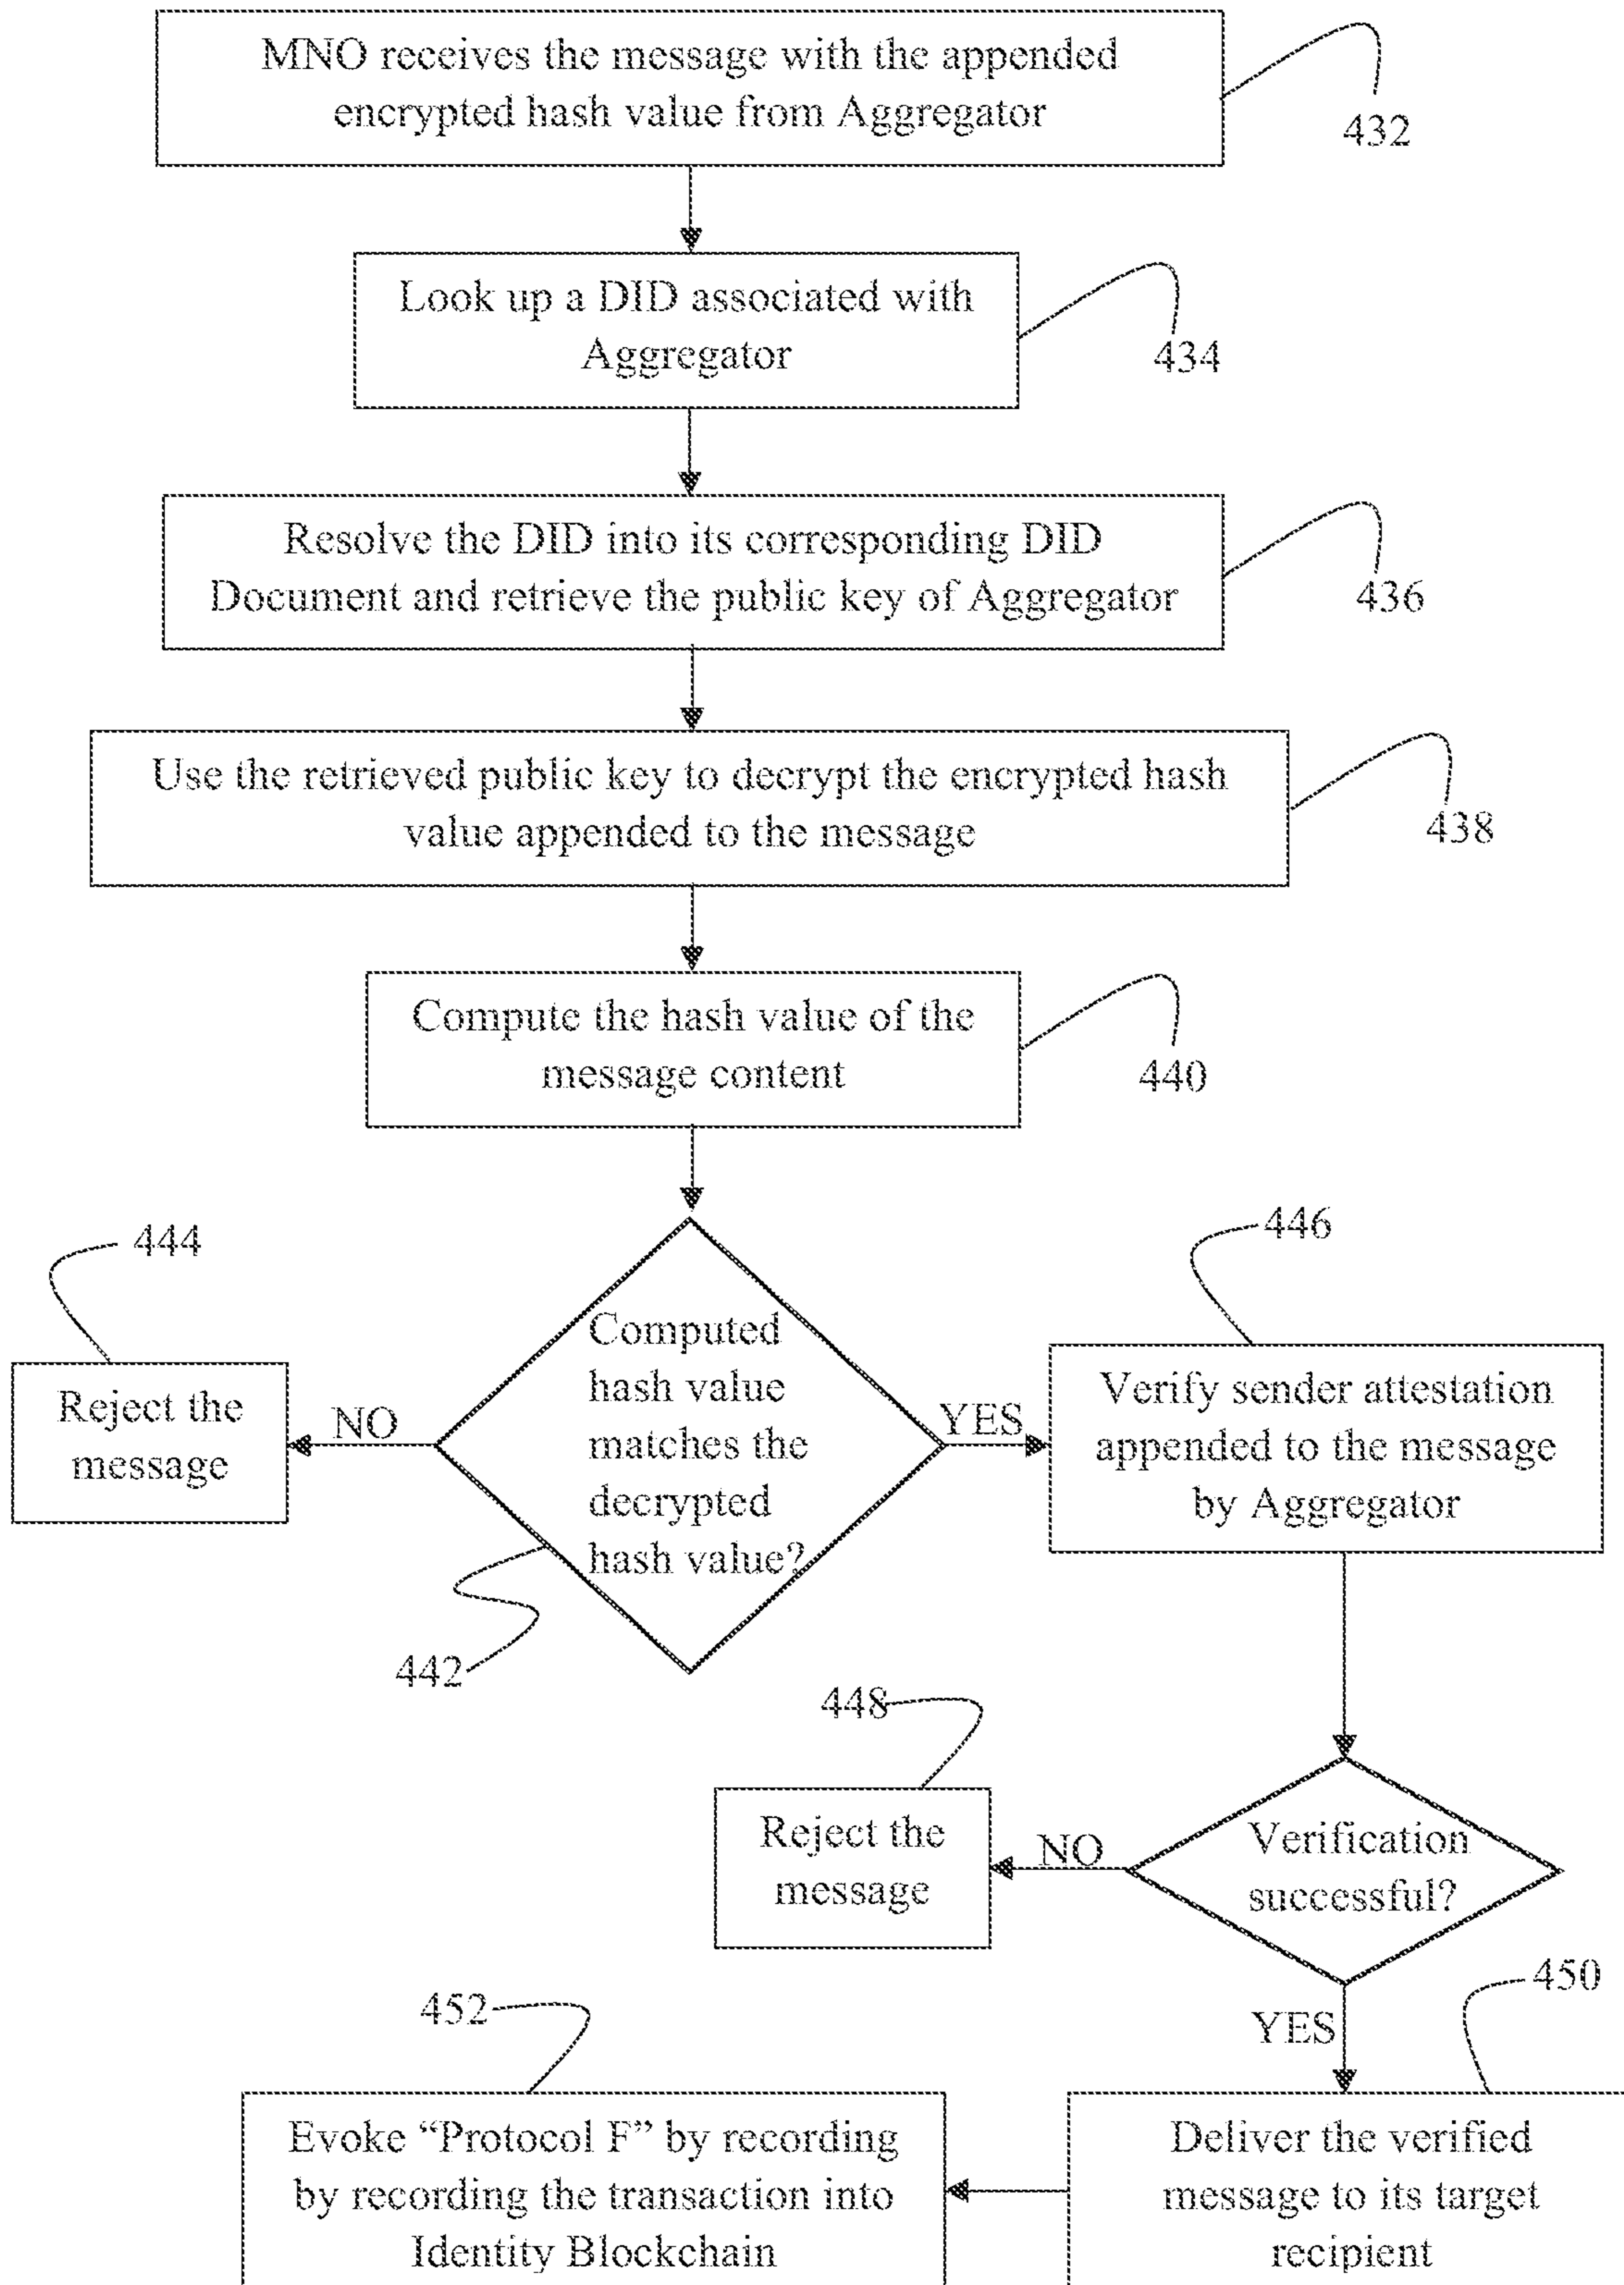 MNO receives the message with the appended
encrypted hash value from Aggregator
432
Look up a DID associated with
Aggregator
434
Resolve the DID into its corresponding DID
Document and retrieve the public key of Aggregator
436
Use the retrieved public key to decrypt the encrypted hash
value appended to the message
438
Compute the hash value of the
message content
440
444
446
Reject the
message
NO
Computed
hash value
matches the
decrypted
hash value?
YES
Verify sender attestation
appended to the message
by Aggregator
442
448
Reject the
message
NO
Verification
successful?
452
450
YES
Evoke “Protocol F” by recording
by recording the transaction into
Identity Blockchain
Deliver the verified
message to its target
recipient